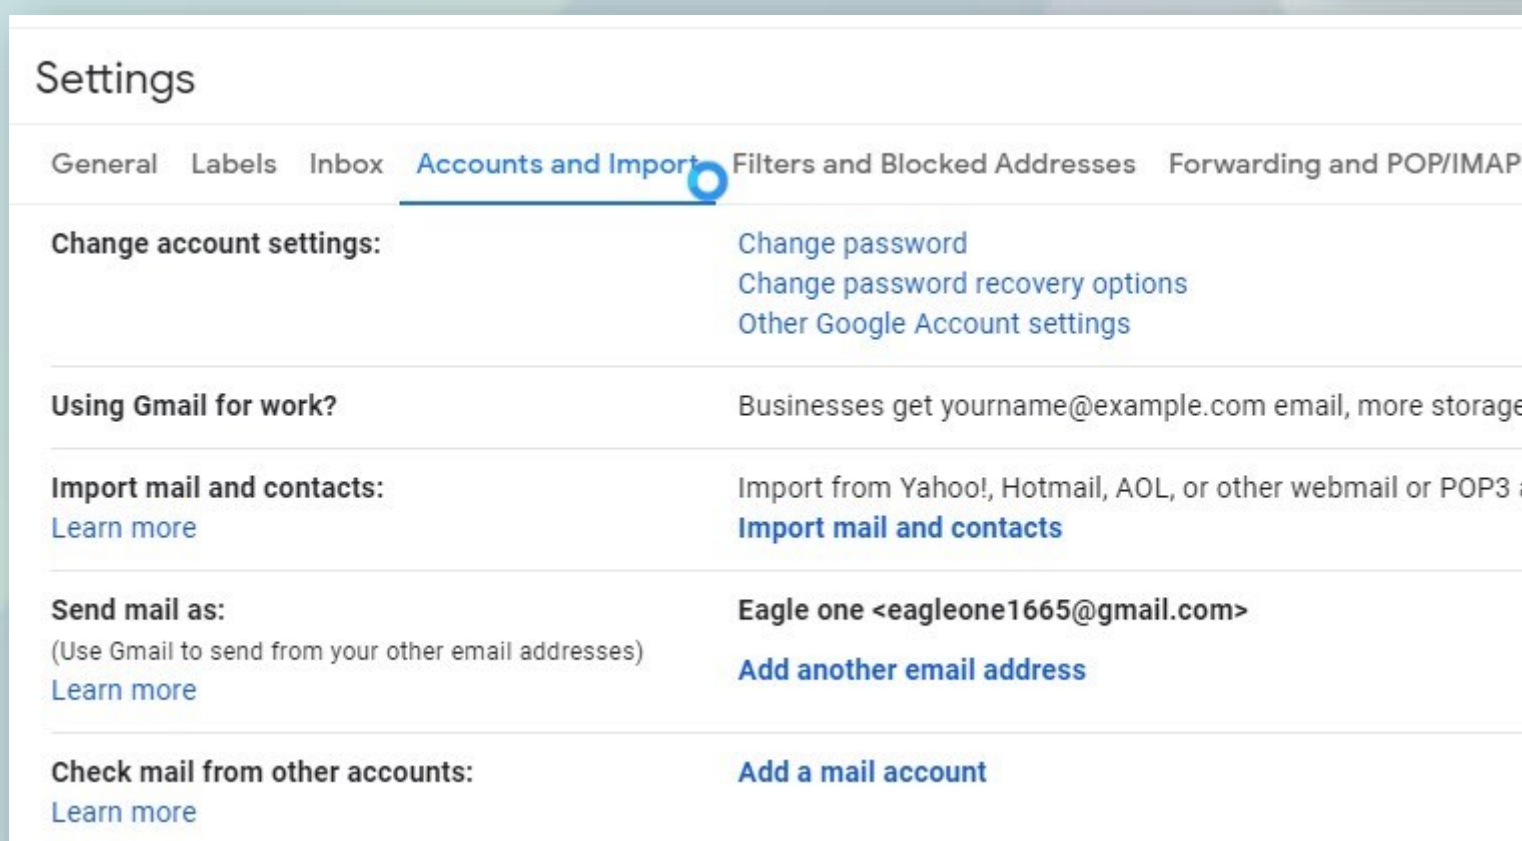 Settings
General Labels Inbox Accounts and Import Filters and Blocked Addresses Forwarding and POP/IMAP
Change account settings: Change password
Change password recovery options
Other Google Account settings
Using Gmail for work? Businesses get yourname@example.com email, more storage
Import mail and contacts: Import from Yahoo!, Hotmail, AOL, or other webmail or POP3
Learn more Import mail and contacts
Send mail as: Eagle one <eagleone1665@gmail.com>
(Use Gmail to send from your other email addresses)
Add another email address
Learn more
Check mail from other accounts: Add a mail account
Learn more